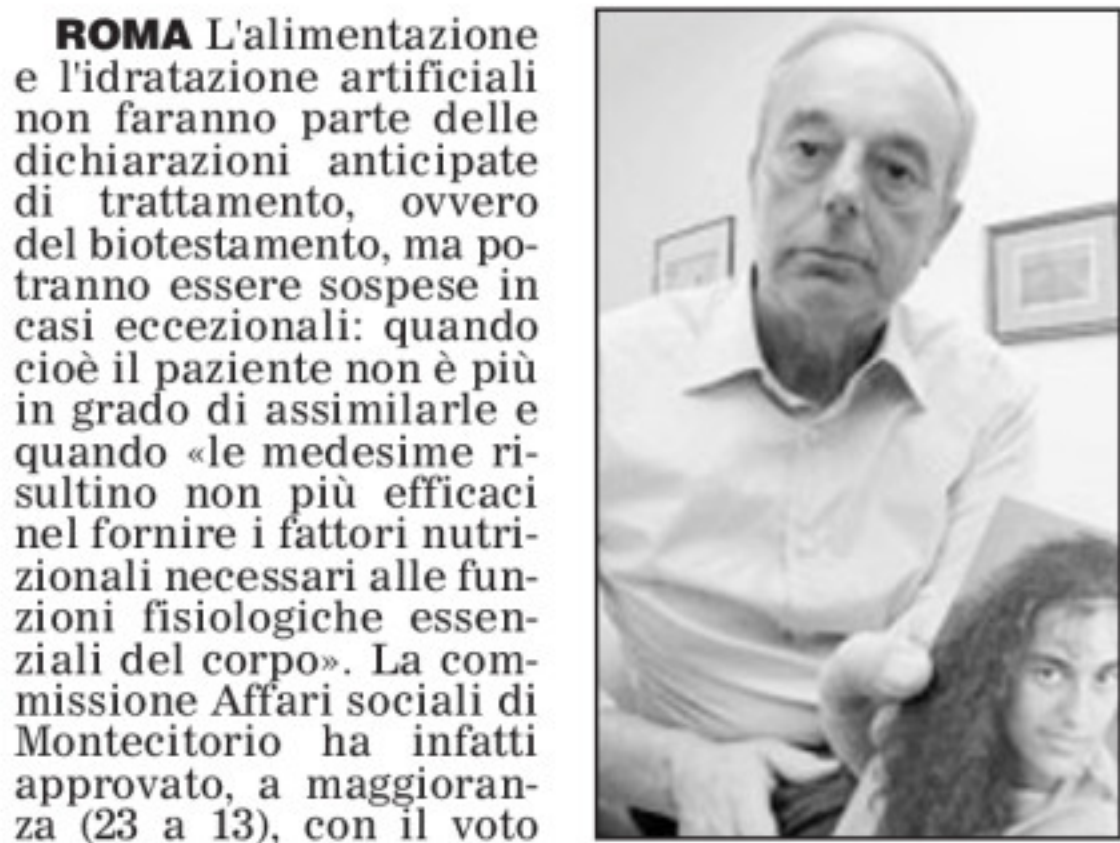 ROMA L'alimentazione
e l'idratazione artificiali
non faranno parte delle
dichiarazioni anticipate
di trattamento, ovvero
del biotestamento, ma po-
tranno essere sospese in
casi eccezionali: quando
cioè il paziente non è più
in grado di assimilarle e
quando «le medesime ri-
sultino non più efficaci
nel fornire i fattori nutri-
zionali necessari alle fun-
zioni fisiologiche essen-
ziali del corpo». La com-
missione Affari sociali di
Montecitorio ha infatti
approvato, a maggioran-
za (23 a 13), con il voto